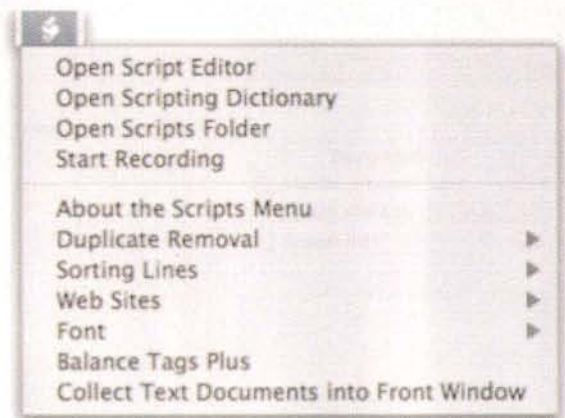 Open Script Editor
Open Scripting Dictionary
Open Scripts Folder
Start Recording
About the Scripts Menu
Duplicate Removal
Sorting Lines
Web Sites
Font
Balance Tags Plus
Collect Text Documents into Front Window